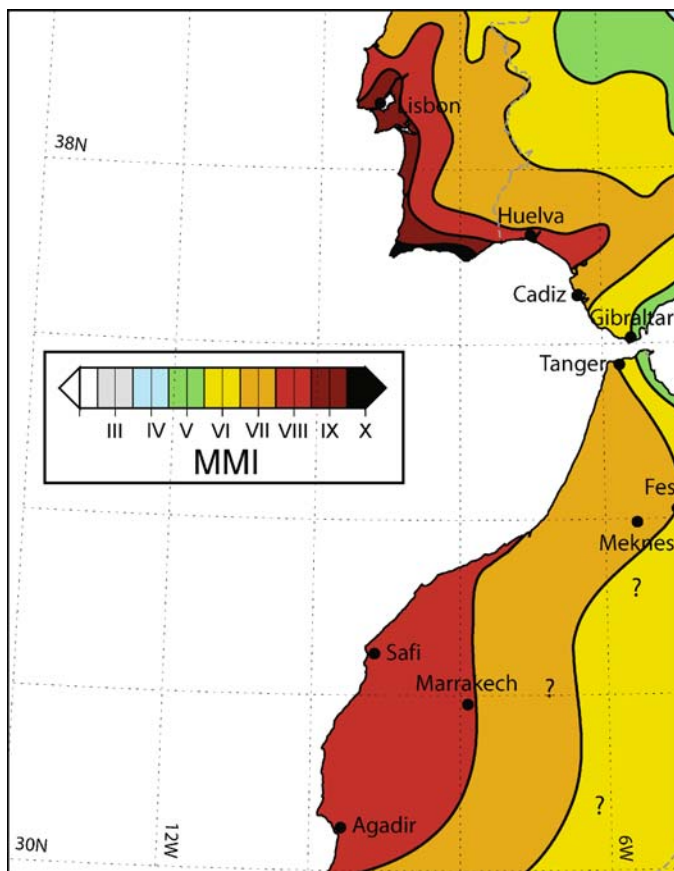 Lisbon
38N
Huelva
Cadiz
Gibraltar
Tanger
III IV V VI VII VIII IX X
MMI
Fes
Meknes
?
Safi
Marrakech
?
?
Agadir
30N
12W
6W